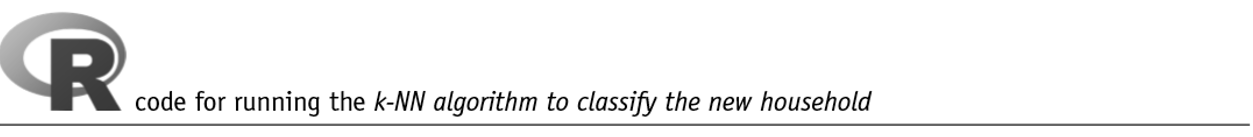 R code for running the k-NN algorithm to classify the new household